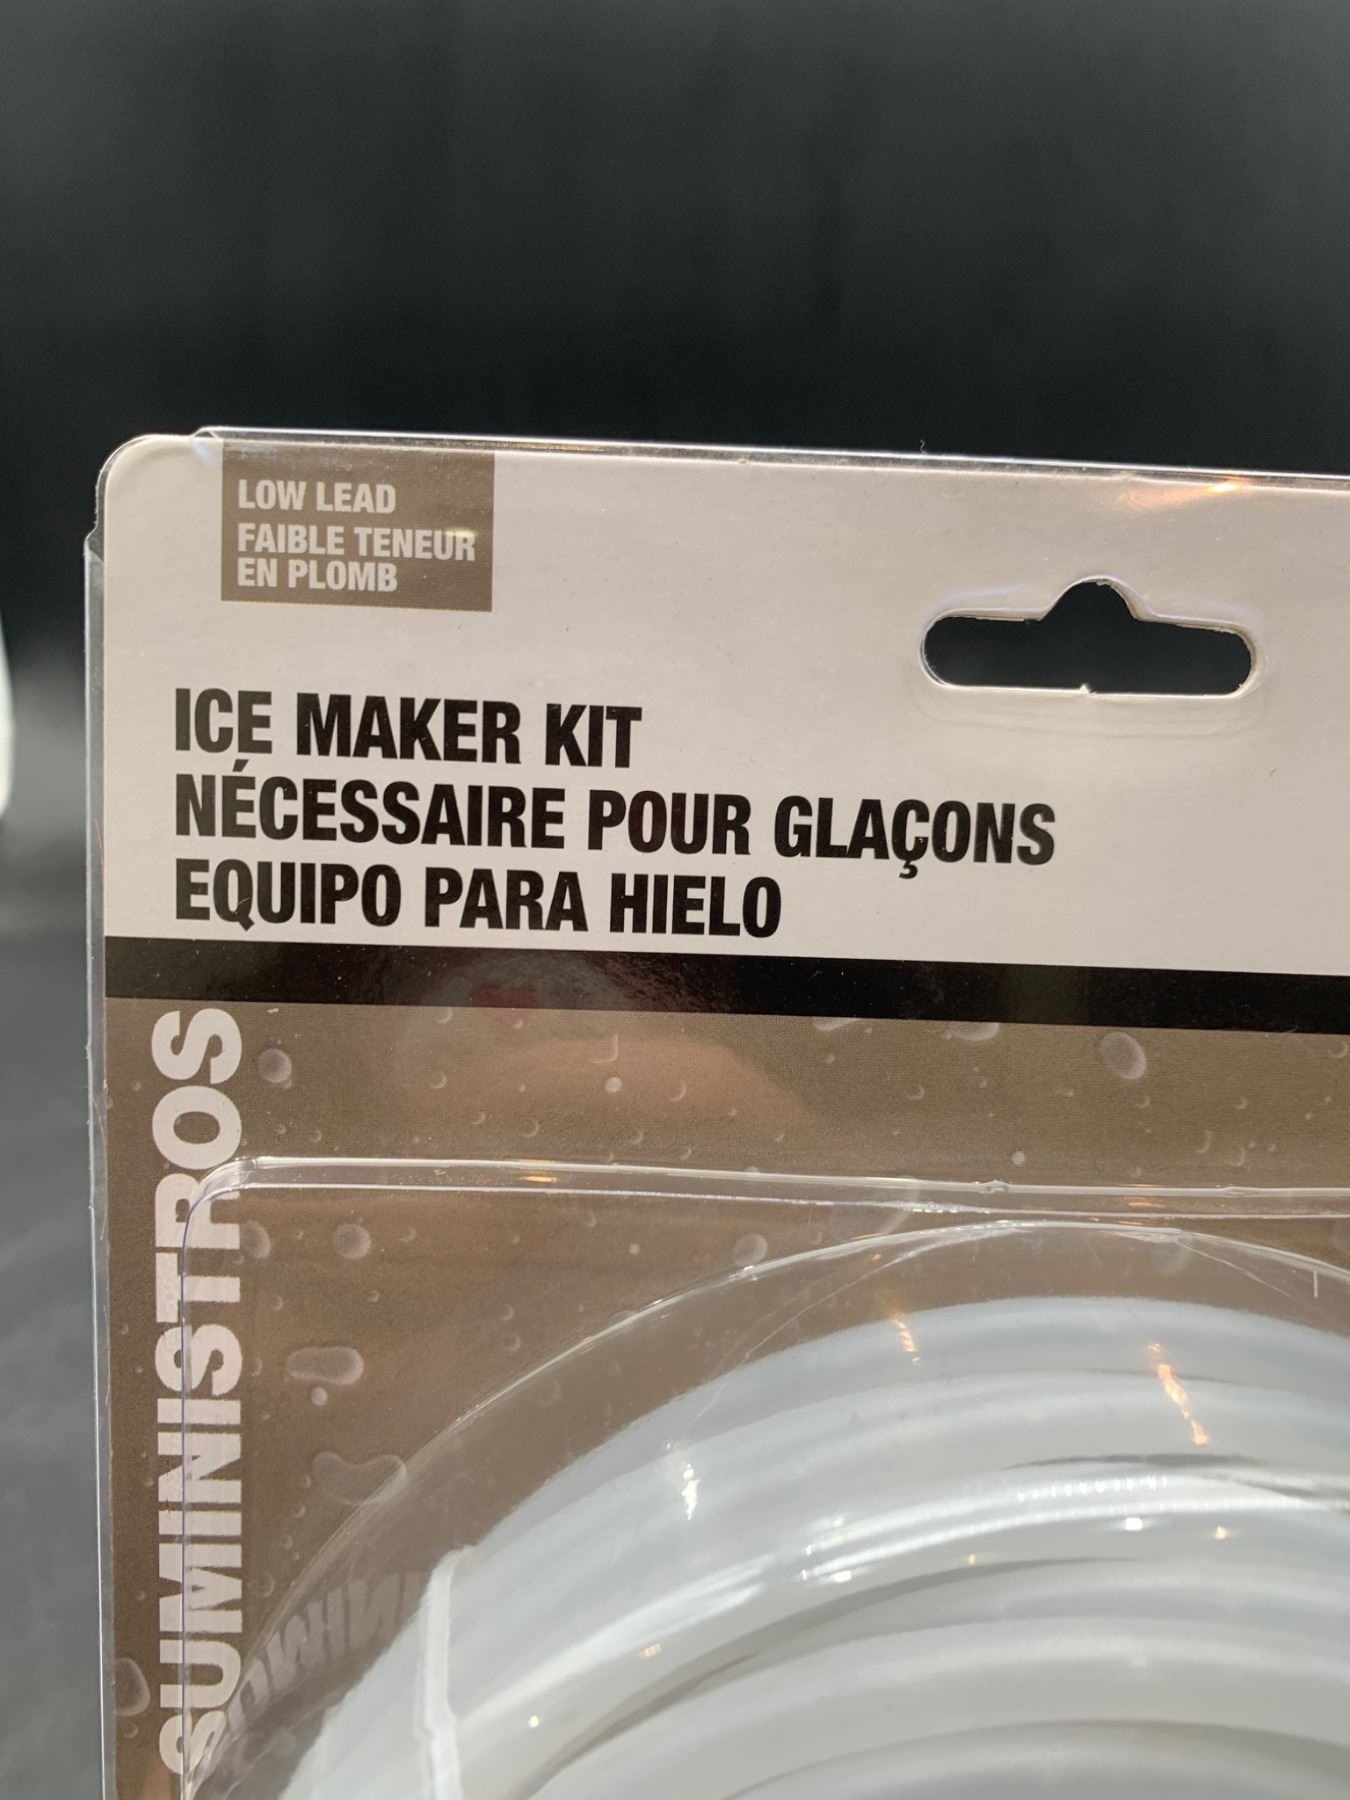 LOW LEAD
FAIBLE TENEUR
EN PLOMB
ICE MAKER KIT
NÉCESSAIRE POUR GLAÇONS
EQUIPO PARA HIELO
SUMINISTROS